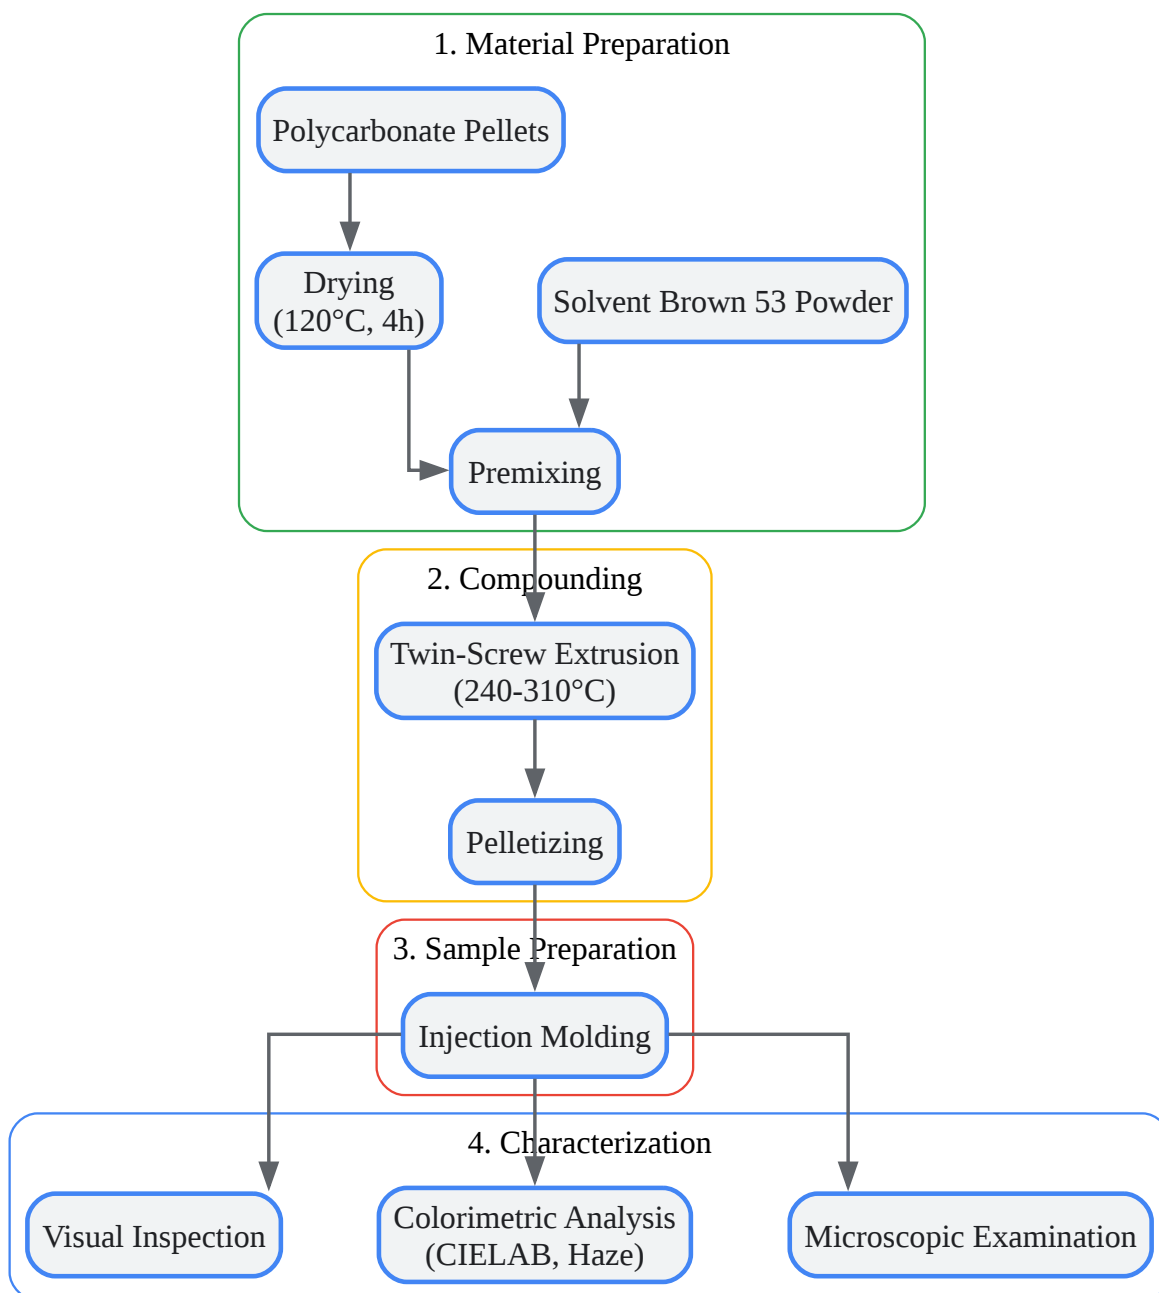 1. Material Preparation
Polycarbonate Pellets
Drying
(120°C, 4h)
Solvent Brown 53 Powder
Premixing
2. Compounding
Twin-Screw Extrusion
(240-310°C)
Pelletizing
3. Sample Preparation
Injection Molding
4. Characterization
Visual Inspection
Colorimetric Analysis
(CIELAB, Haze)
Microscopic Examination